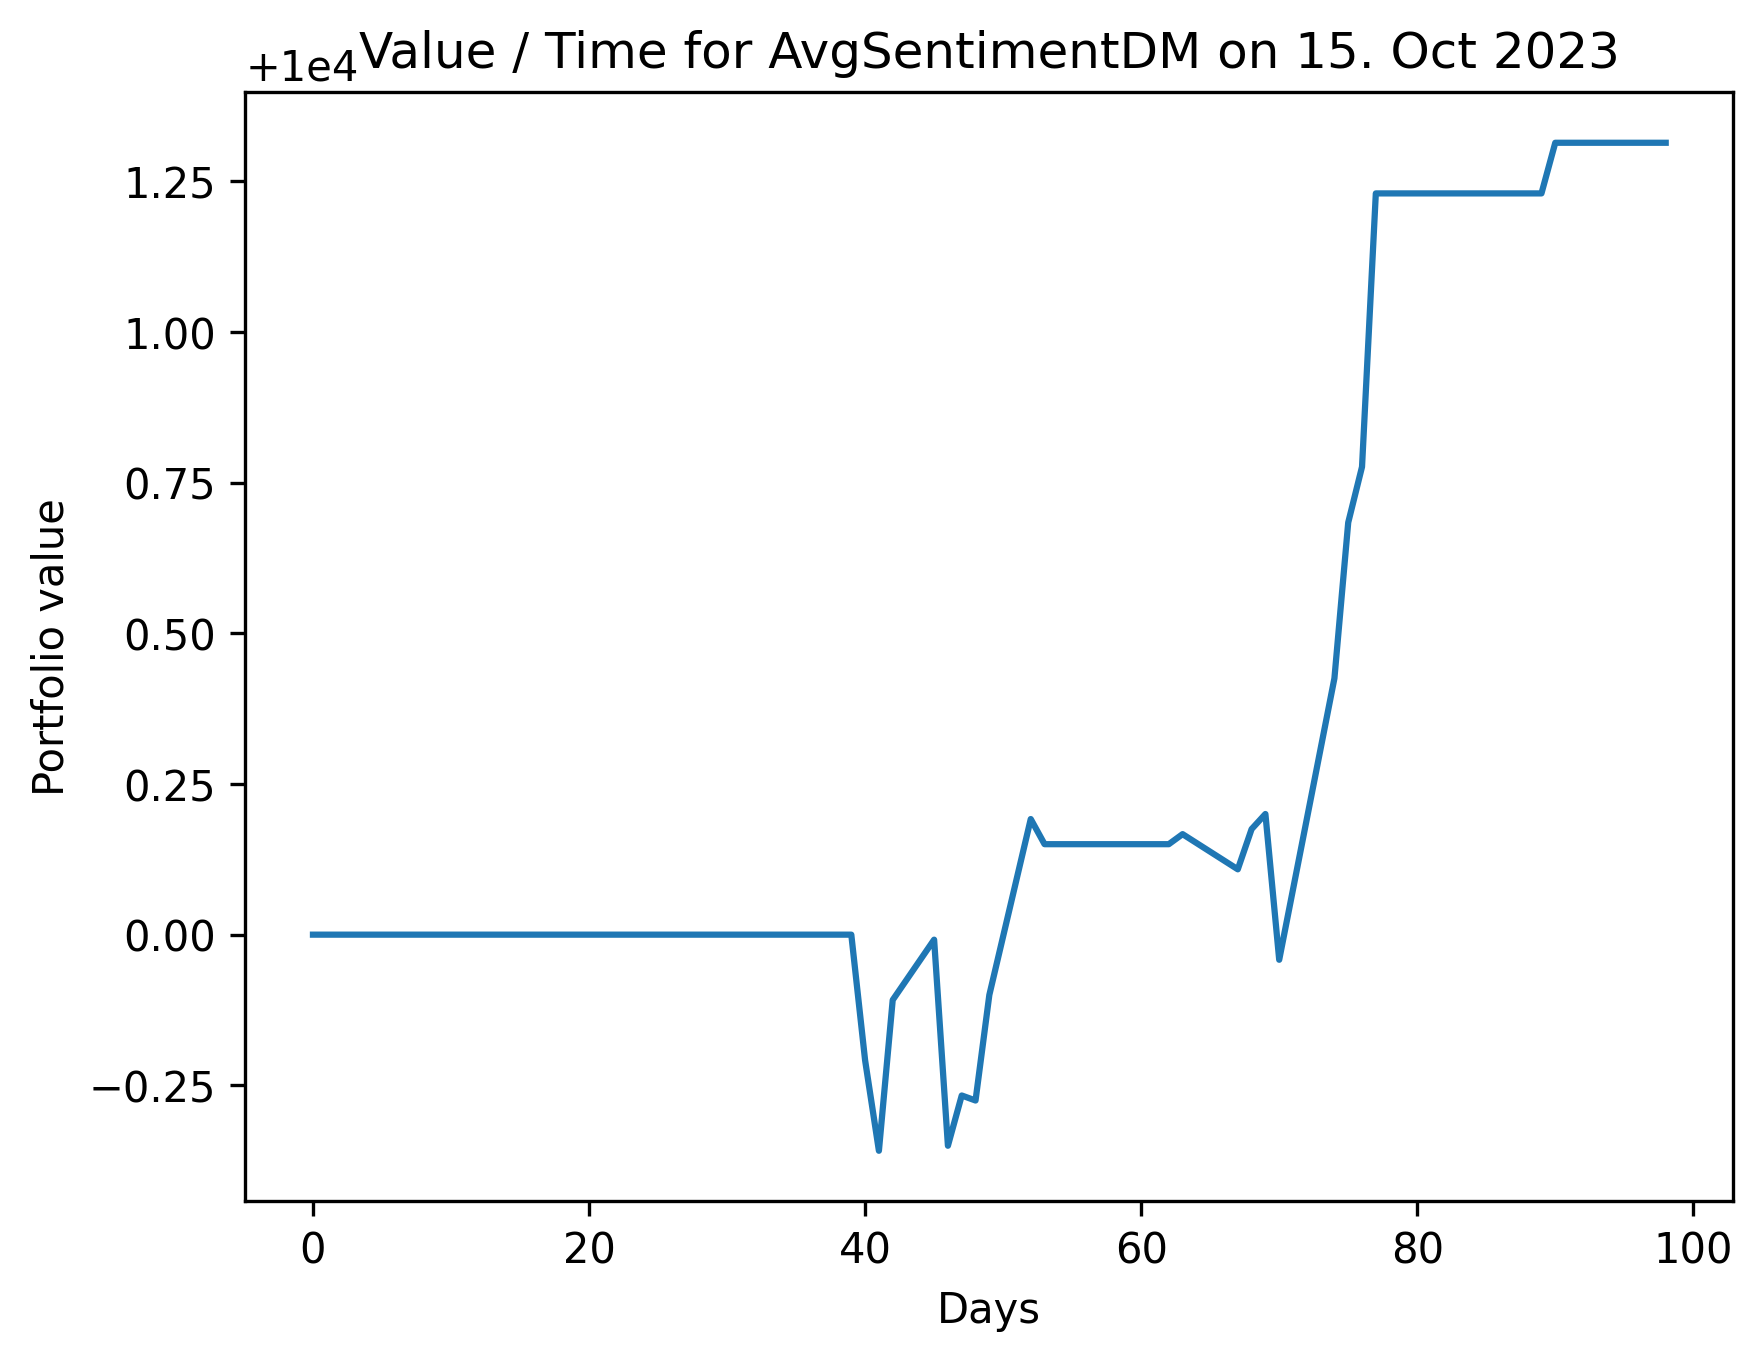 Value / Time for AvgSentimentDM on 15. Oct 2023
+1e4
1.25
1.00
0.75
0.50
0.25
0.00
−0.25
Portfolio value
0 20 40 60 80 100
Days